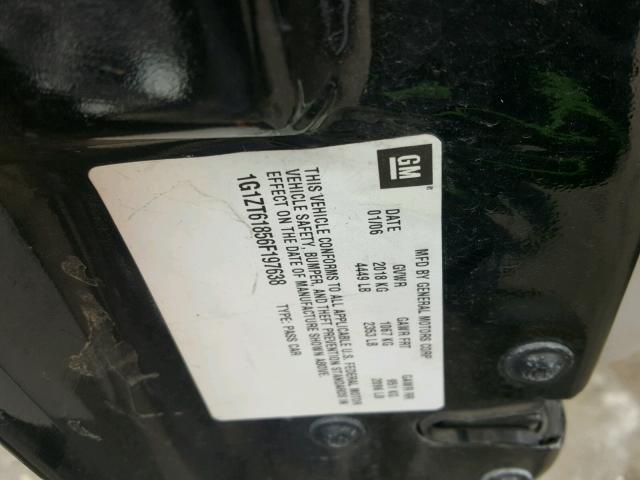 GM
MFD BY GENERAL MOTORS CORP
DATE GVWR GAWR FRT GAWR RR
01/06 2018 KG 1067 KG 951 KG
4449 LB 2353 LB 2096 LB
THIS VEHICLE CONFORMS TO ALL APPLICABLE U.S. FEDERAL MOTOR
VEHICLE SAFETY, BUMPER, AND THEFT PREVENTION STANDARDS IN
EFFECT ON THE DATE OF MANUFACTURE SHOWN ABOVE.
1G1ZT61856F197638 TYPE: PASS CAR